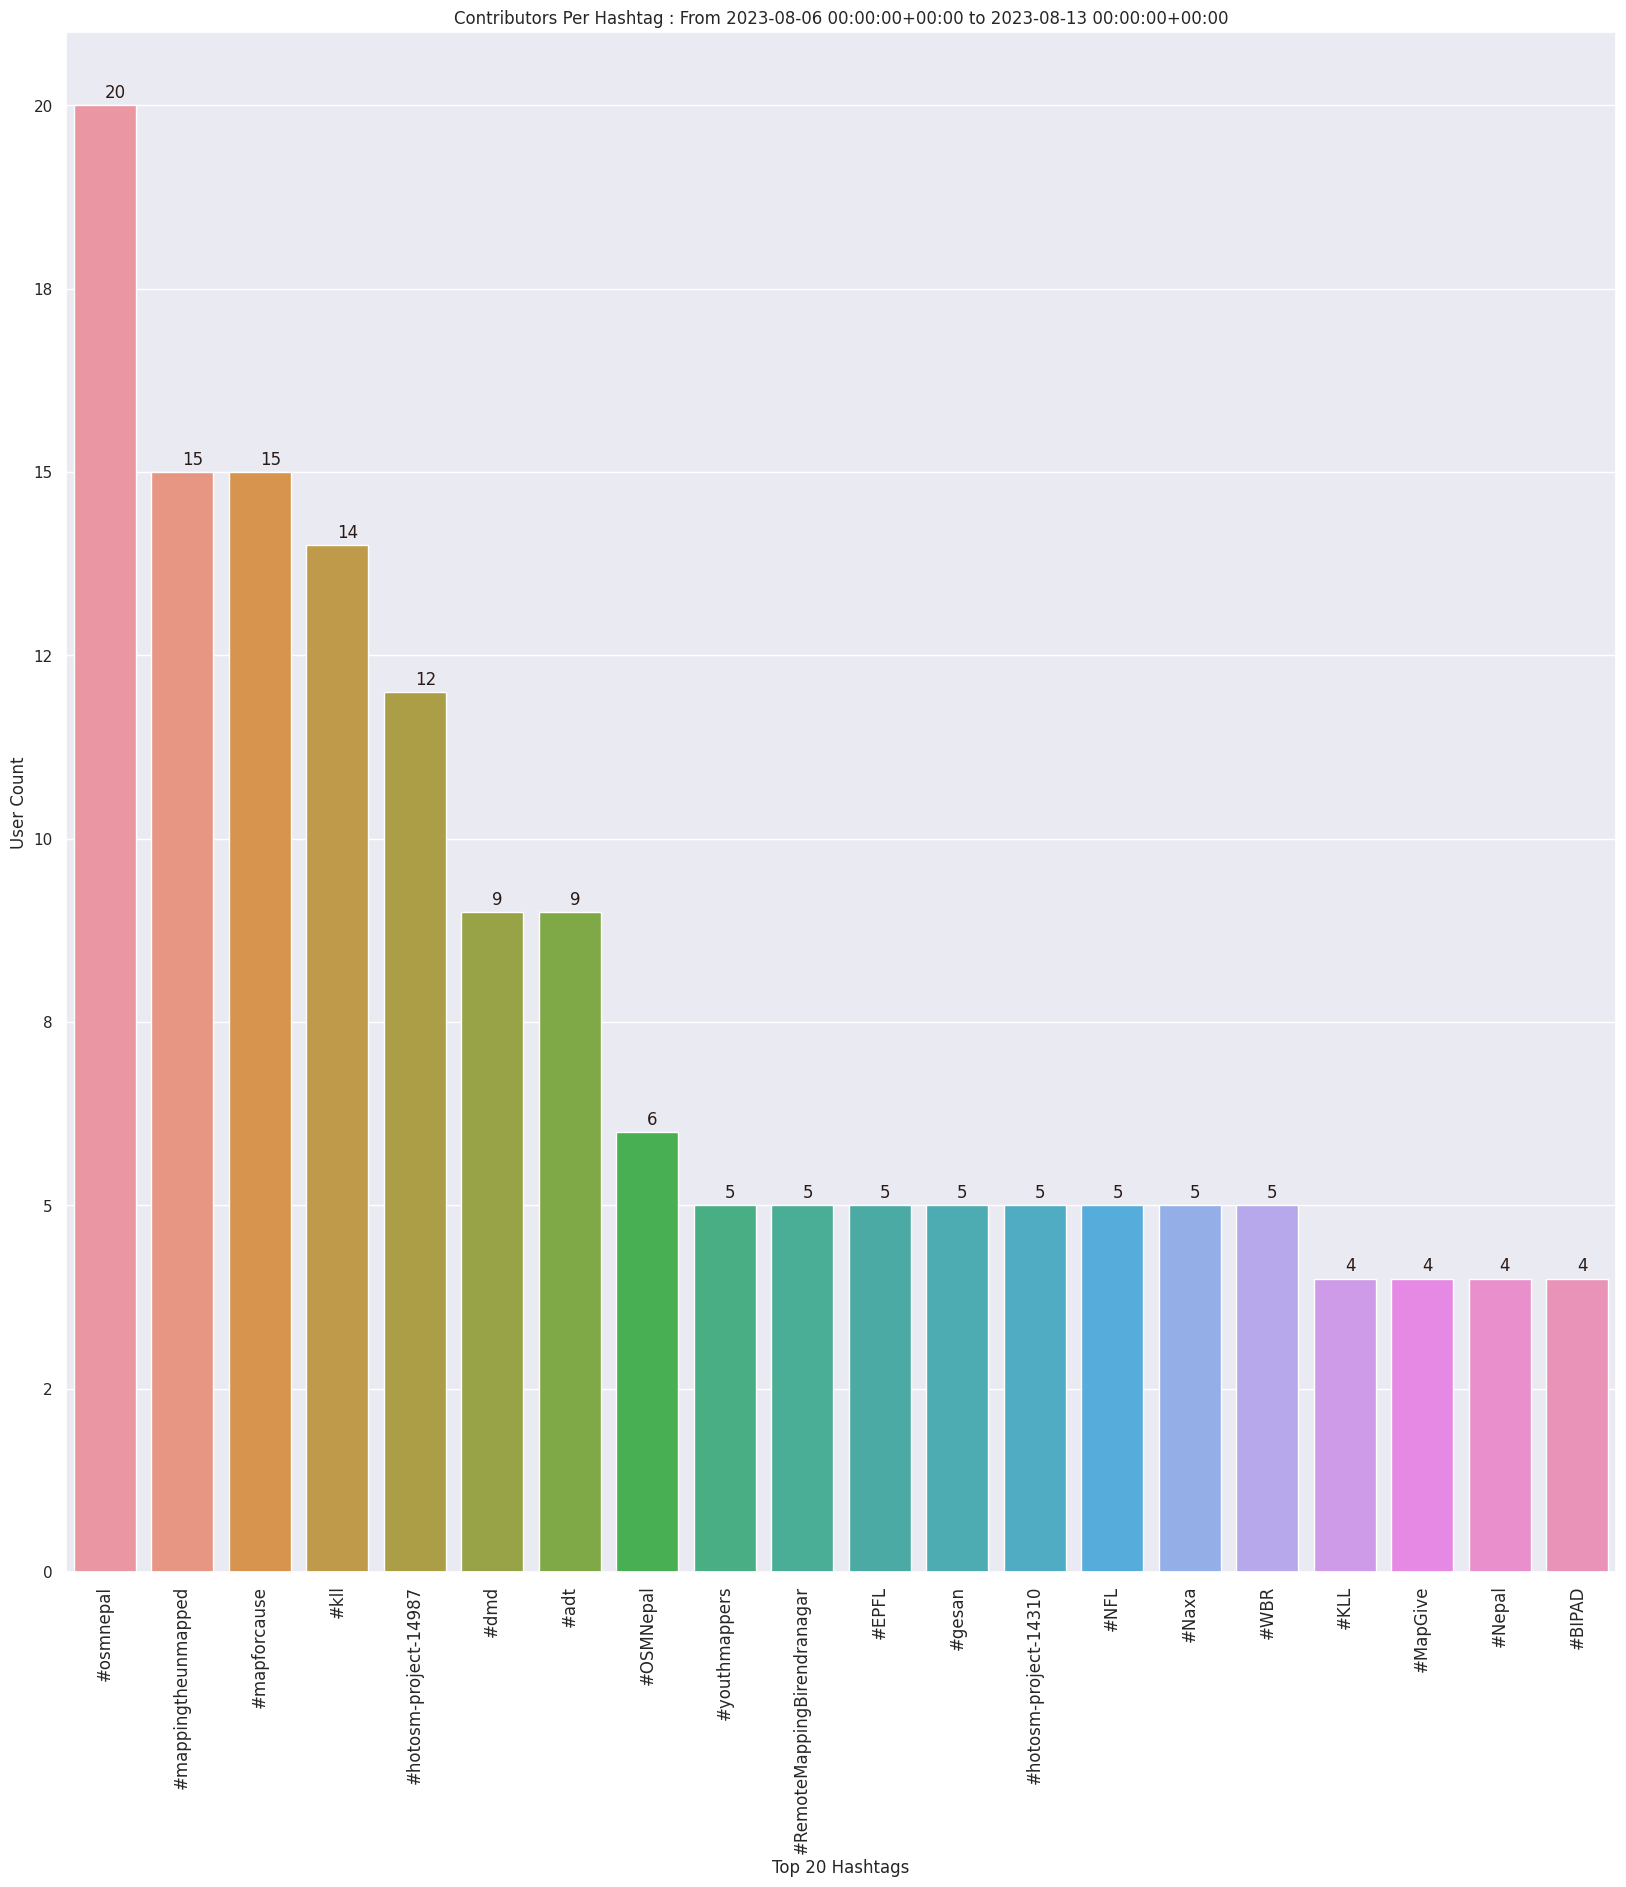 Contributors Per Hashtag : From 2023-08-06 00:00:00+00:00 to 2023-08-13 00:00:00+00:00
User Count
20
18
15
12
10
8
5
2
0
20
15
15
14
12
9
9
6
5
5
5
5
5
5
5
5
4
4
4
4
#osmnepal
#mappingtheunmapped
#mapforcause
#kll
#hotosm-project-14987
#dmd
#adt
#OSMNepal
#youthmappers
#RemoteMappingBirendranagar
#EPFL
#gesan
#hotosm-project-14310
#NFL
#Naxa
#WBR
#KLL
#MapGive
#Nepal
#BIPAD
Top 20 Hashtags